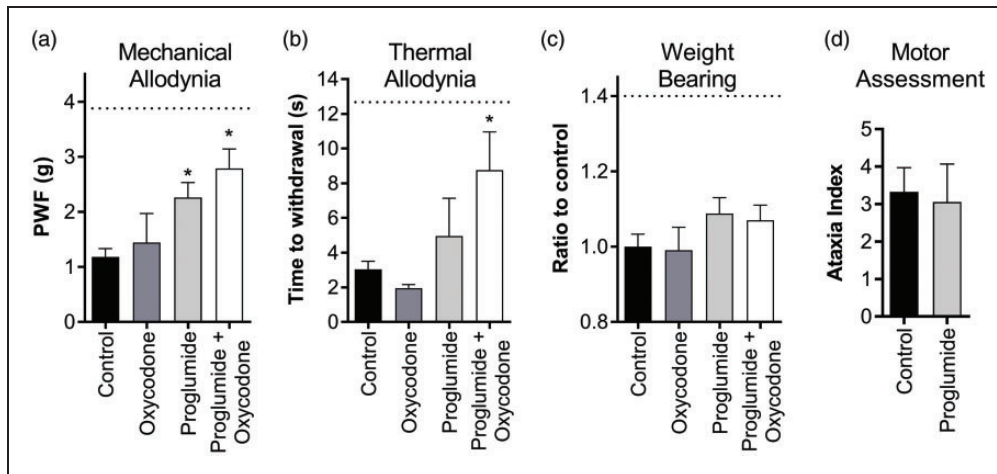 (a)
Mechanical
Allodynia
PWF (g)
4
3
2
1
0
*
*
Control
Oxycodone
Proglumide
Proglumide +
Oxycodone
(b)
Thermal
Allodynia
Time to withdrawal (s)
14
12
10
8
6
4
2
0
*
Control
Oxycodone
Proglumide
Proglumide +
Oxycodone
(c)
Weight
Bearing
Ratio to control
1.4
1.2
1.0
0.8
Control
Oxycodone
Proglumide
Proglumide +
Oxycodone
(d)
Motor
Assessment
Ataxia Index
5
4
3
2
1
0
Control
Proglumide